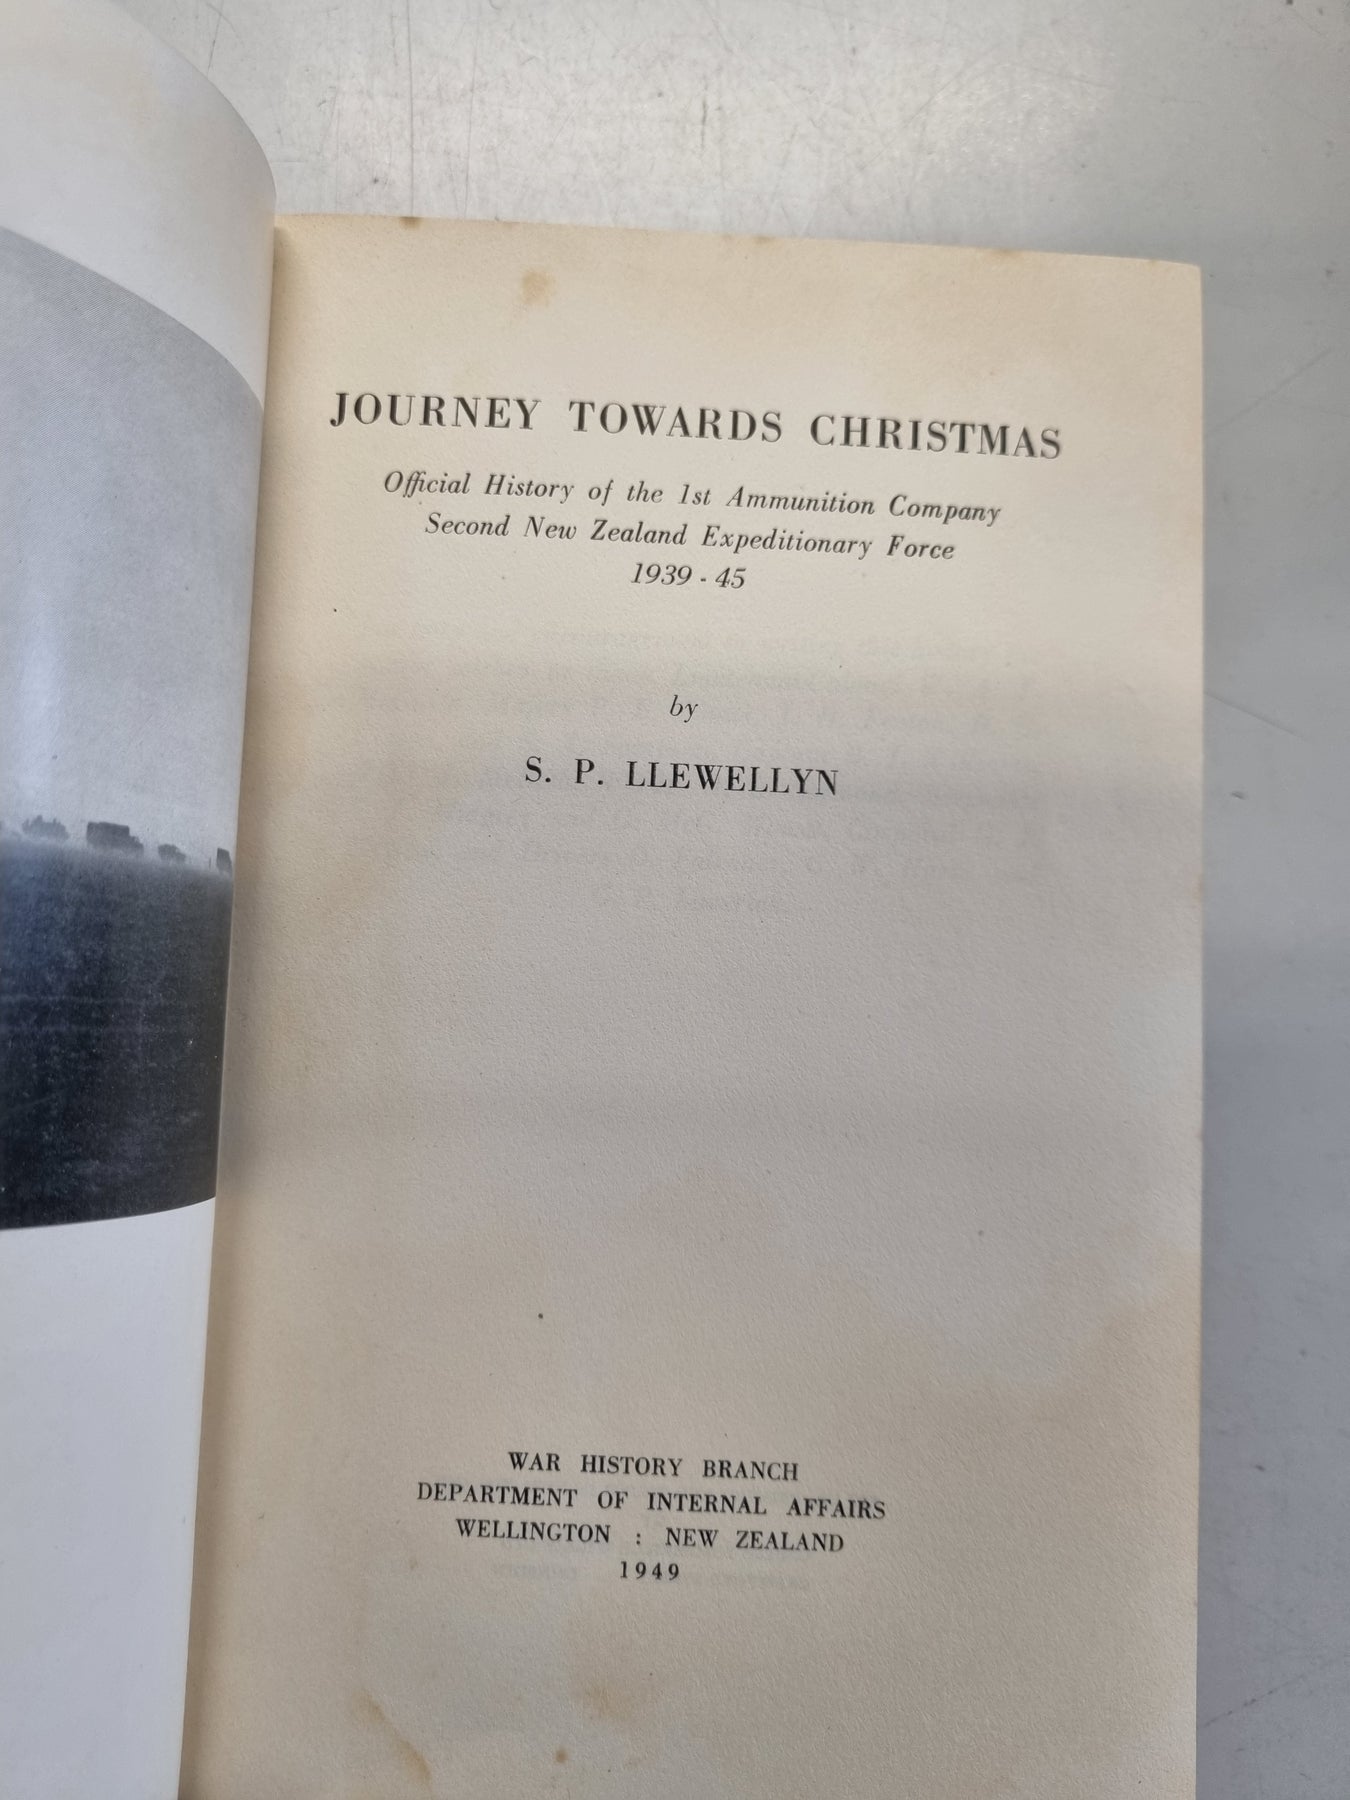 JOURNEY TOWARDS CHRISTMAS
Official History of the 1st Ammunition Company
Second New Zealand Expeditionary Force
1939 - 45
by
S. P. LLEWELLYN
WAR HISTORY BRANCH
DEPARTMENT OF INTERNAL AFFAIRS
WELLINGTON : NEW ZEALAND
1949